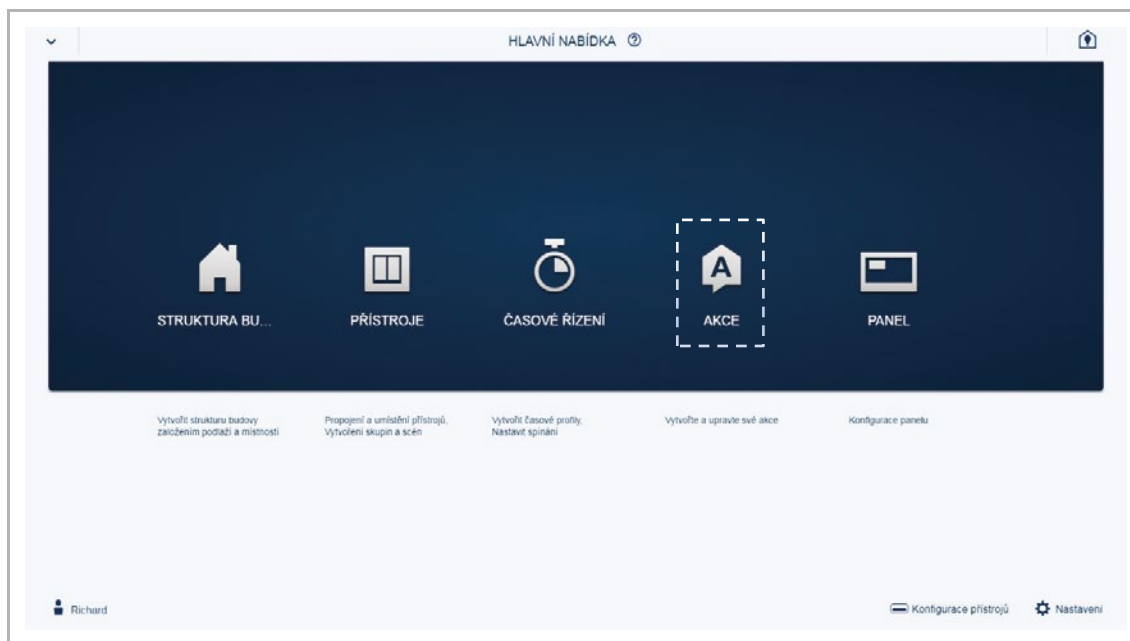 HLAVNÍ NABÍDKA ?
STRUKTURA BU...
PŘÍSTROJE
ČASOVÉ ŘÍZENÍ
A
AKCE
PANEL
Vytvořit strukturu budovy
založením podlaží a místností
Propojení a umístění přístrojů,
Vytvoření skupin a scén
Vytvořit časové profily,
Nastavit spínání
Vytvořte a upravte své akce
Konfigurace panelu
Richard
Konfigurace přístrojů
Nastavení